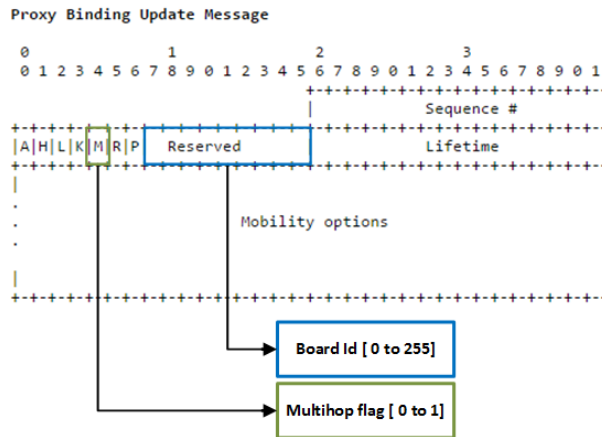 Proxy Binding Update Message
0 1 2 3
0 1 2 3 4 5 6 7 8 9 0 1 2 3 4 5 6 7 8 9 0 1 2 3 4 5 6 7 8 9 0 1
+-+-+-+-+-+-+-+-+-+-+-+-+-+-+-+-+
| Sequence #
+-+-+-+-+-+-+-+-+-+-+-+-+-+-+-+-+-+-+-+-+-+-+-+-+-+-+-+-+-+-+-+-+
|A|H|L|K|M|R|P| Reserved | Lifetime
+-+-+-+-+-+-+-+-+-+-+-+-+-+-+-+-+-+-+-+-+-+-+-+-+-+-+-+-+-+-+-+-+
|
.
. Mobility options
.
|
+-+-+-+-+-+-+-+-+-+-+-+-+-+-+-+-+-+-+-+-+-+-+-+-+-+-+-+-+-+-+-+-+
Board Id [ 0 to 255]
Multihop flag [ 0 to 1]